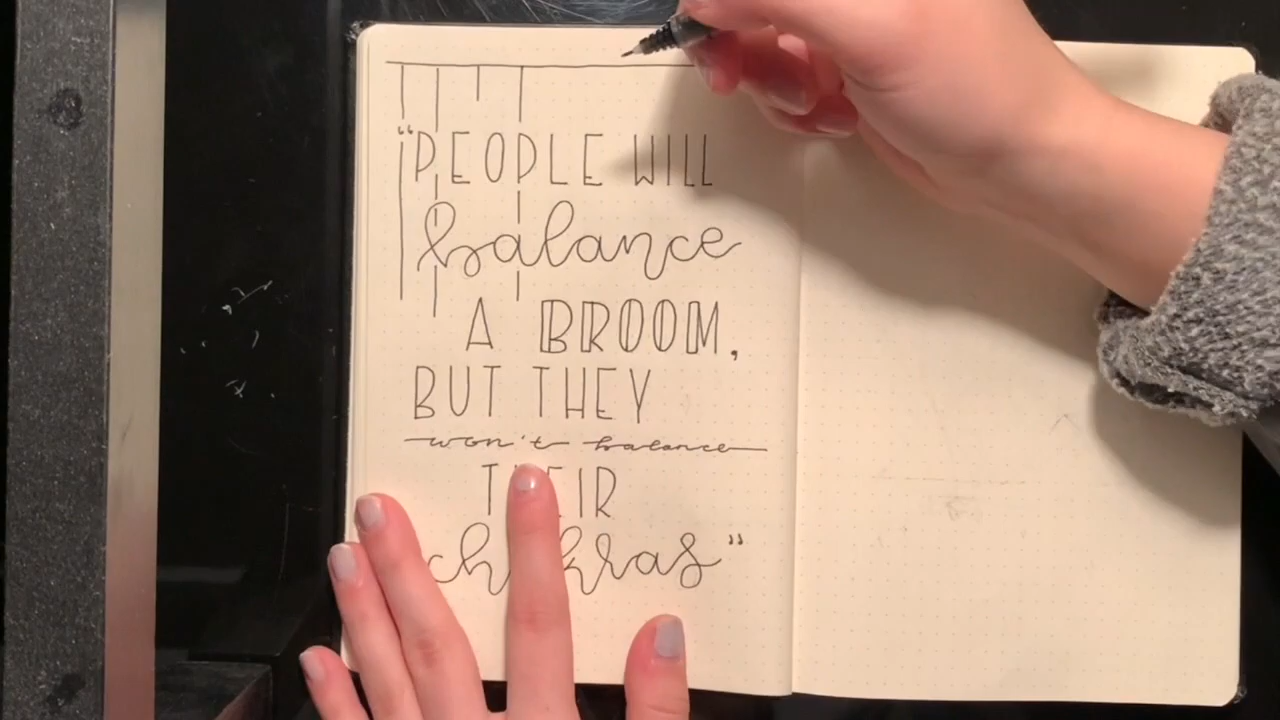 “PEOPLE WILL
balance
A BROOM,
BUT THEY
won't balance
THEIR
chakras”